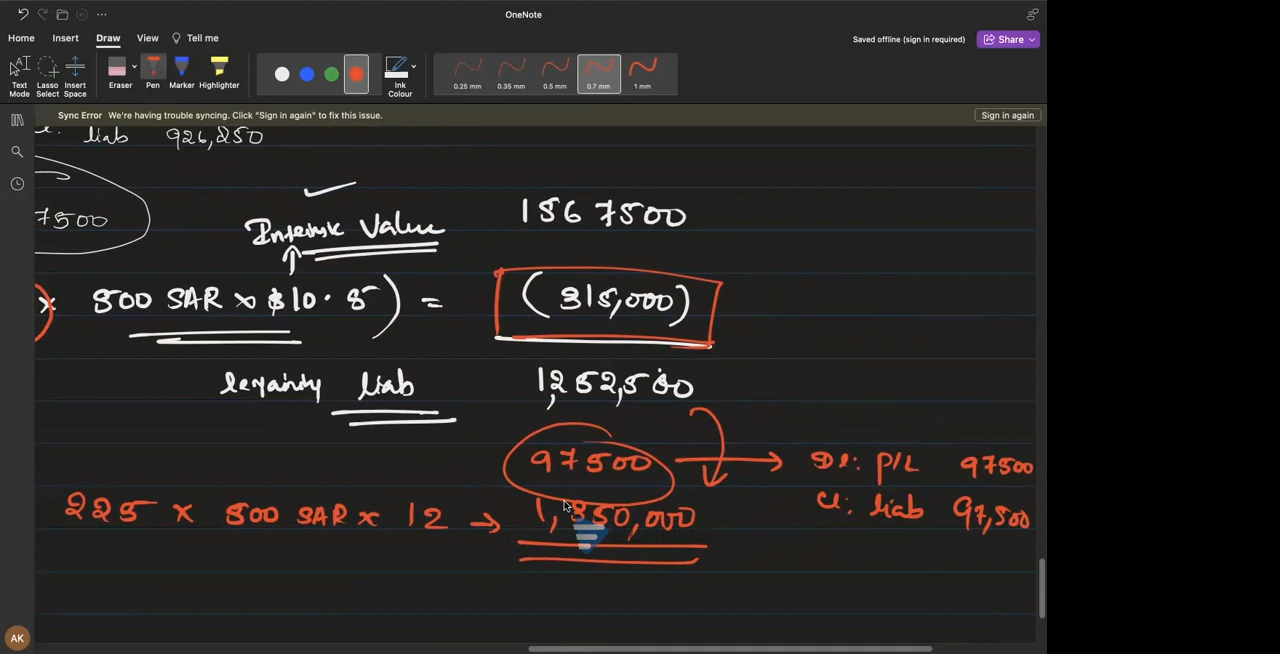 OneNote
Home Insert Draw View Tell me
Saved offline (sign in required) Share
Text Mode Lasso Select Insert Space Eraser Pen Marker Highlighter Ink Colour 0.25 mm 0.35 mm 0.5 mm 0.7 mm 1 mm
Sync Error We're having trouble syncing. Click "Sign in again" to fix this issue. Sign in again
liab 926,250
7500
Intrinsic Value 1567500
x 500 SAR x $10.5) = (315,000)
liab 1,252,500
97500 → Dr: P/L 97500
225 x 500 SAR x 12 → 1,350,000 Cr: liab 97,500
AK